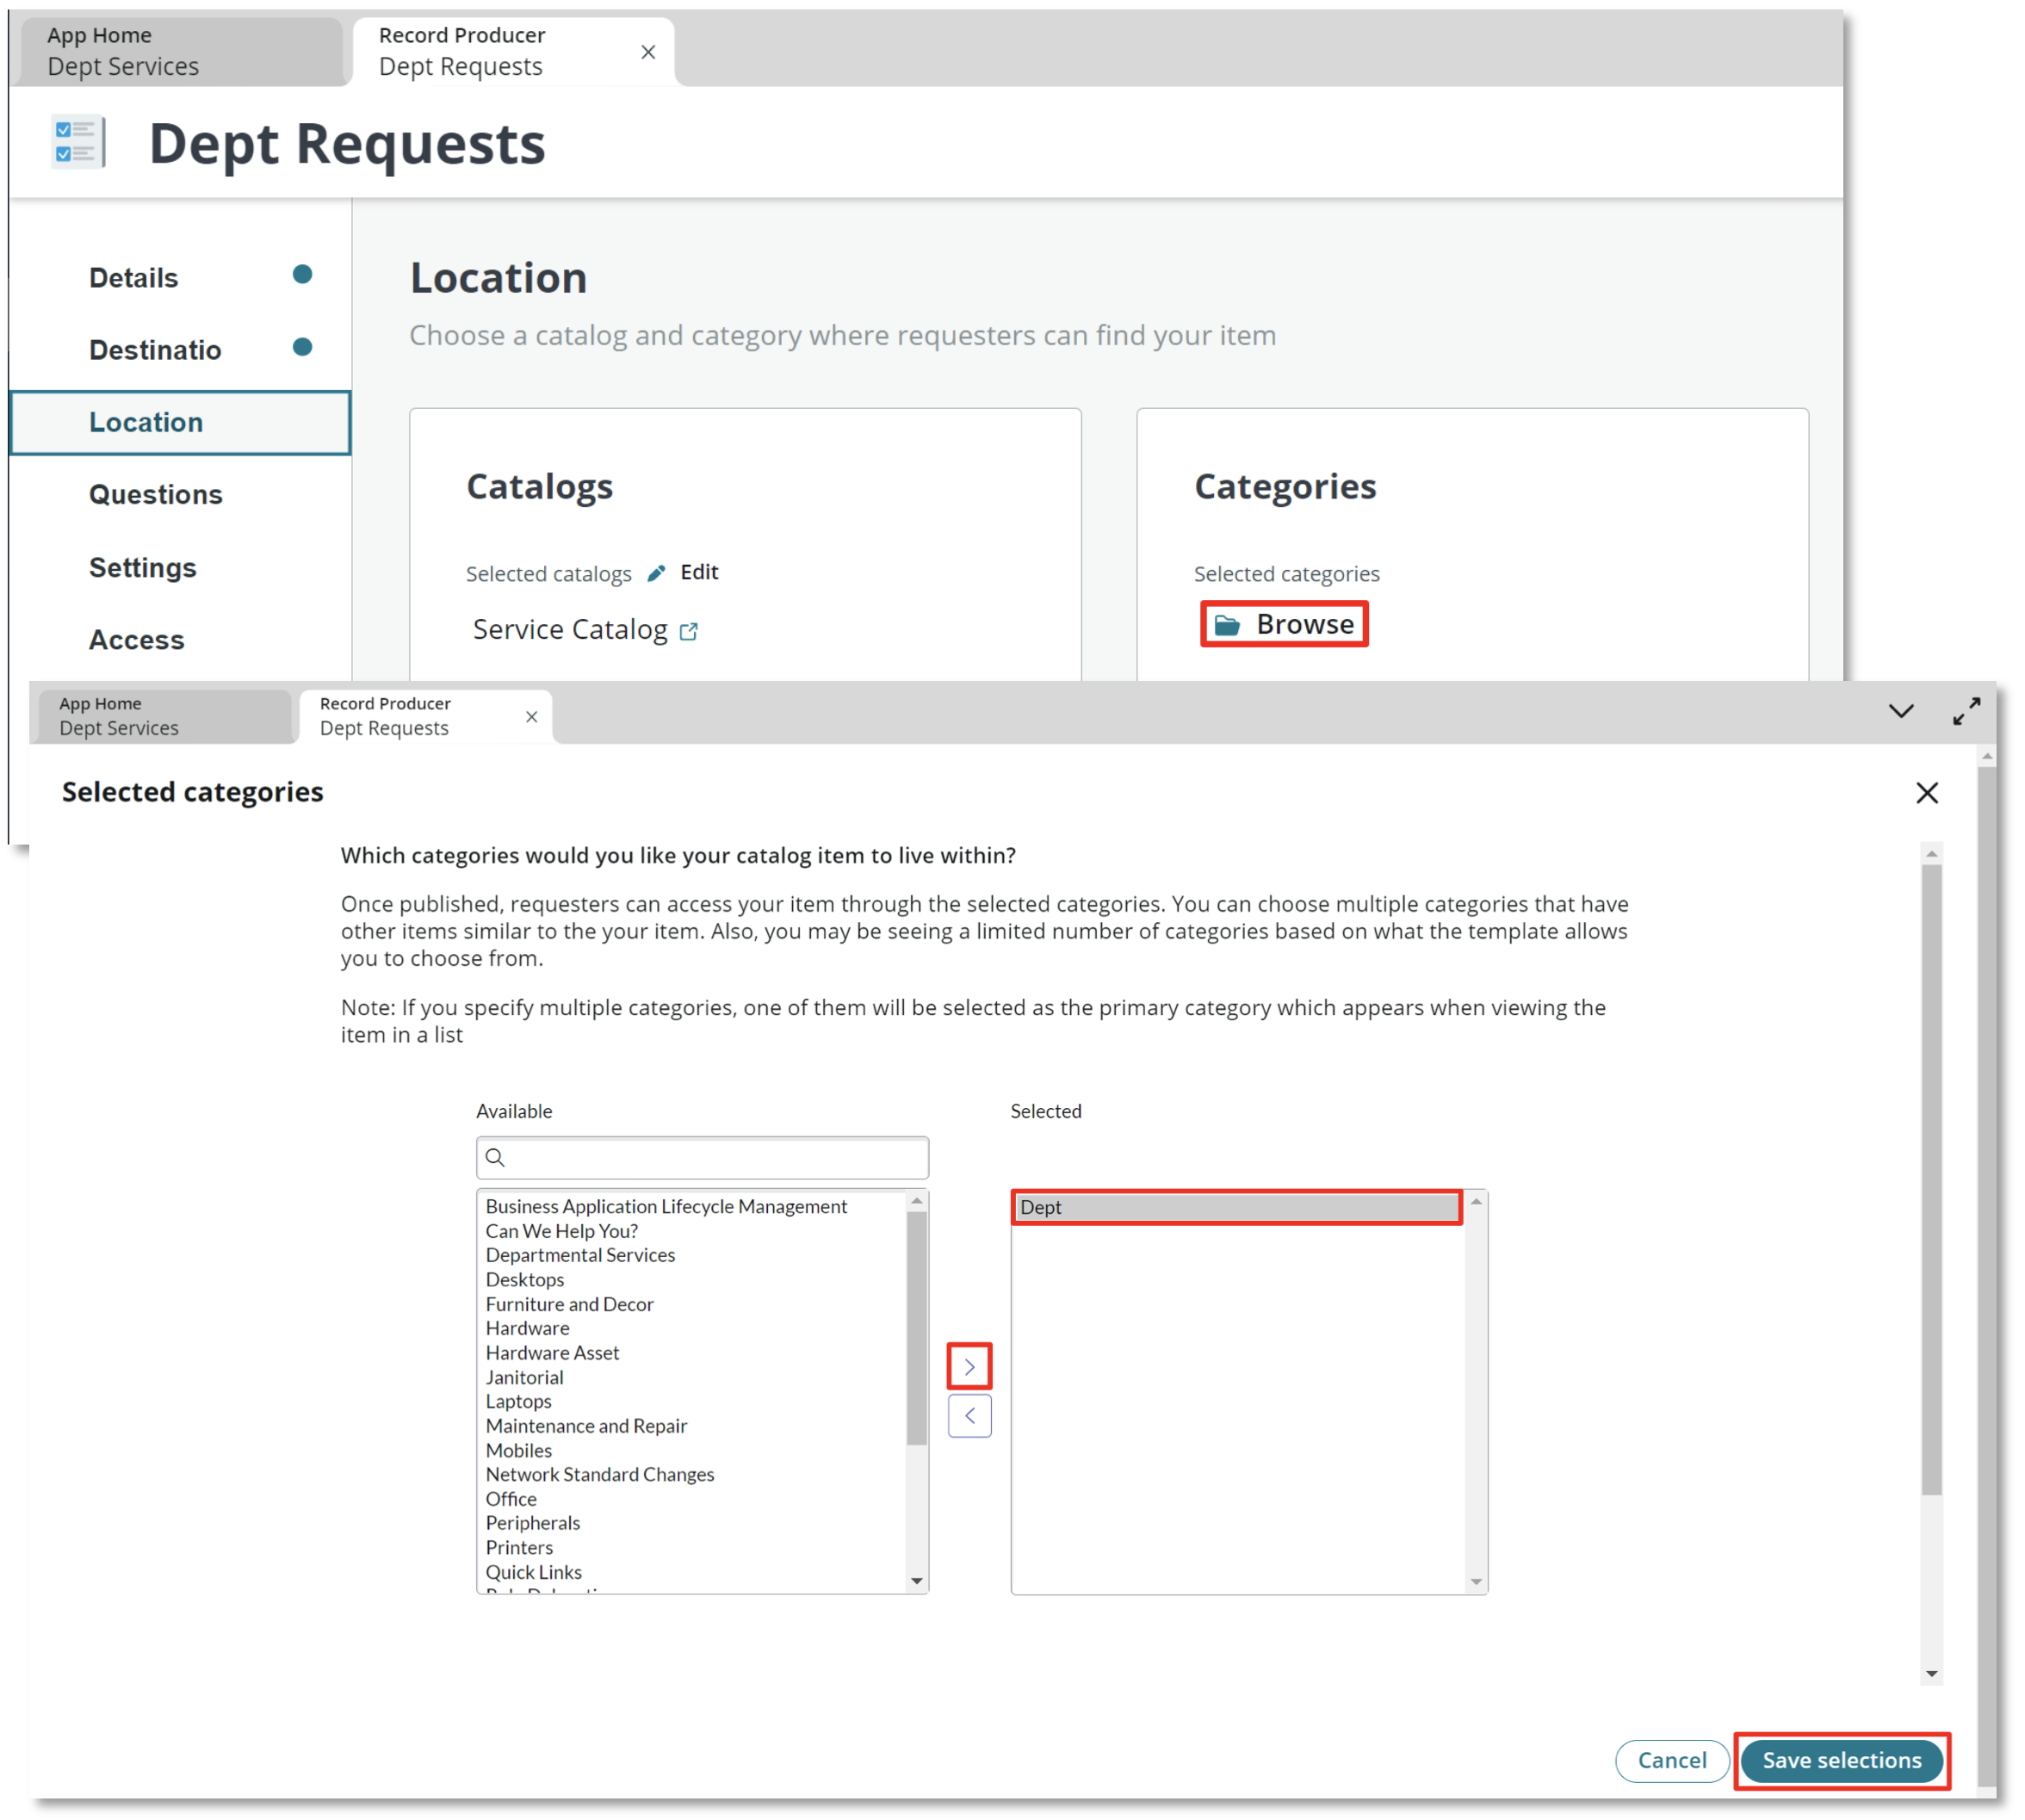 App Home
Dept Services
Record Producer
Dept Requests
Dept Requests
Details
Destinatio
Location
Questions
Settings
Access
Location
Choose a catalog and category where requesters can find your item
Catalogs
Selected catalogs Edit
Service Catalog
Categories
Selected categories
Browse
App Home
Dept Services
Record Producer
Dept Requests
Selected categories
Which categories would you like your catalog item to live within?
Once published, requesters can access your item through the selected categories. You can choose multiple categories that have
other items similar to the your item. Also, you may be seeing a limited number of categories based on what the template allows
you to choose from.
Note: If you specify multiple categories, one of them will be selected as the primary category which appears when viewing the
item in a list
Available
Business Application Lifecycle Management
Can We Help You?
Departmental Services
Desktops
Furniture and Decor
Hardware
Hardware Asset
Janitorial
Laptops
Maintenance and Repair
Mobiles
Network Standard Changes
Office
Peripherals
Printers
Quick Links
Selected
Dept
Cancel
Save selections